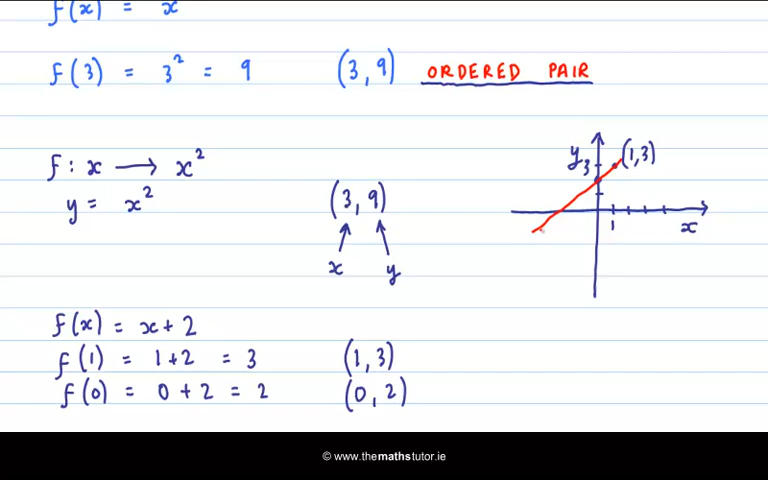 f(x) = x
f(3) = 3² = 9 (3, 9) ORDERED PAIR
f : x → x²
y = x²
(3, 9)
x y
y
3
(1,3)
1
x
f(x) = x + 2
f(1) = 1 + 2 = 3 (1, 3)
f(0) = 0 + 2 = 2 (0, 2)
© www.themathstutor.ie